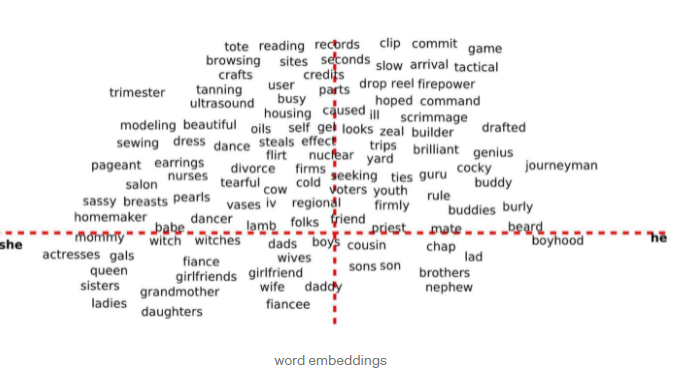 tote reading records clip commit game
browsing sites seconds slow arrival tactical
crafts credits
trimester tanning user parts drop reel firepower
ultrasound busy hoped command
housing caused ill scrimmage
modeling beautiful oils self gel looks zeal builder drafted
sewing dress dance steals effect trips brilliant genius
flirt nuclear yard
pageant earrings divorce firms seeking ties guru cocky journeyman
nurses
salon tearful cow cold voters youth buddy
sassy breasts pearls vases iv regional firmly rule buddies burly
homemaker dancer folks friend
babe lamb priest mate beard
she mommy witch witches dads boys cousin chap boyhood he
actresses gals fiance wives lad
queen girlfriends girlfriend sons son brothers
sisters grandmother wife daddy nephew
ladies daughters fiancee
word embeddings